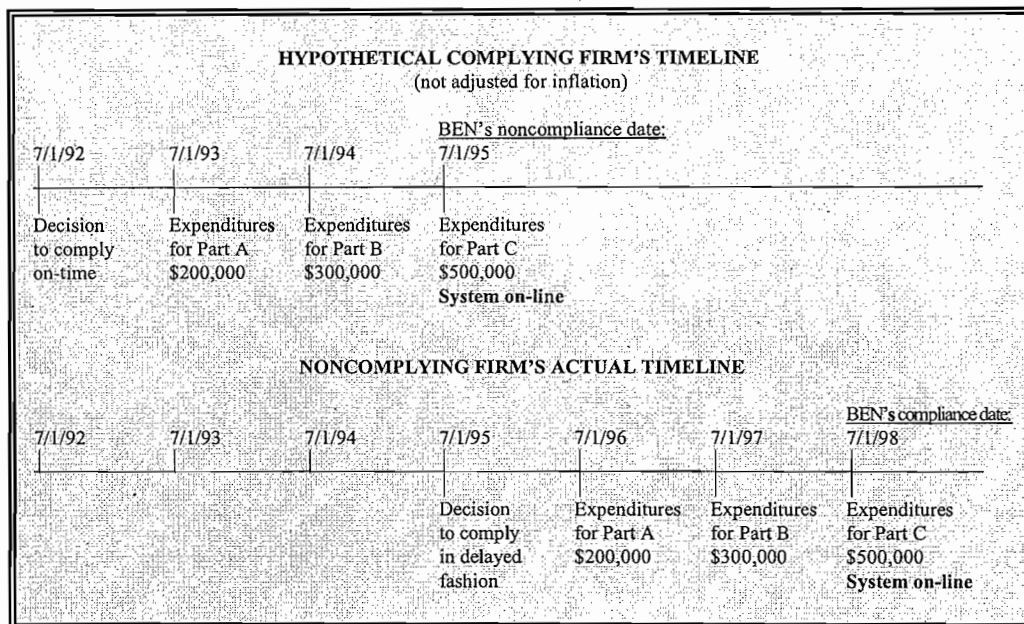 HYPOTHETICAL COMPLYING FIRM'S TIMELINE
(not adjusted for inflation)
BEN's noncompliance date:
7/1/92 7/1/93 7/1/94 7/1/95
Decision Expenditures Expenditures Expenditures
to comply for Part A for Part B for Part C
on-time $200,000 $300,000 $500,000
System on-line
NONCOMPLYING FIRM'S ACTUAL TIMELINE
BEN's compliance date:
7/1/92 7/1/93 7/1/94 7/1/95 7/1/96 7/1/97 7/1/98
Decision Expenditures Expenditures Expenditures
to comply for Part A for Part B for Part C
in delayed $200,000 $300,000 $500,000
fashion System on-line